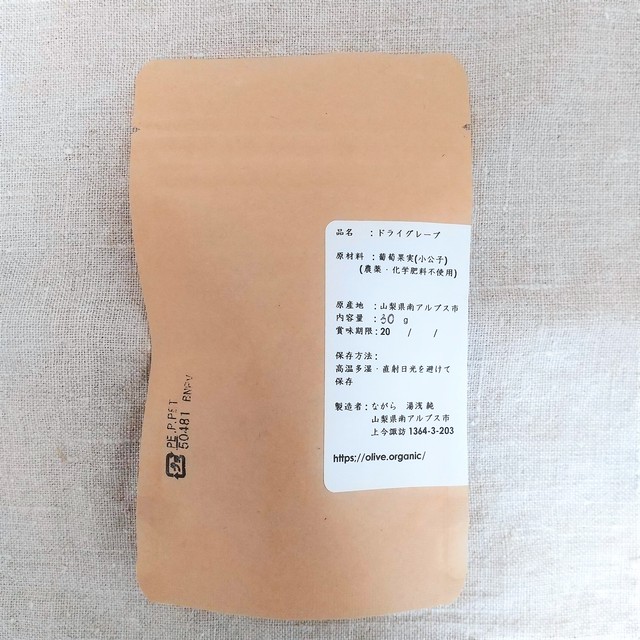 品名　：ドライグレープ
原材料　：葡萄果実(小公子)
(農薬・化学肥料不使用)
原産地　：山梨県南アルプス市
内容量　：30 g
賞味期限：20　/　/
保存方法：
高温多湿・直射日光を避けて
保存
製造者：ながら　湯浅 純
山梨県南アルプス市
上今諏訪 1364-3-203
https://olive.organic/
PE,P,PET
50481